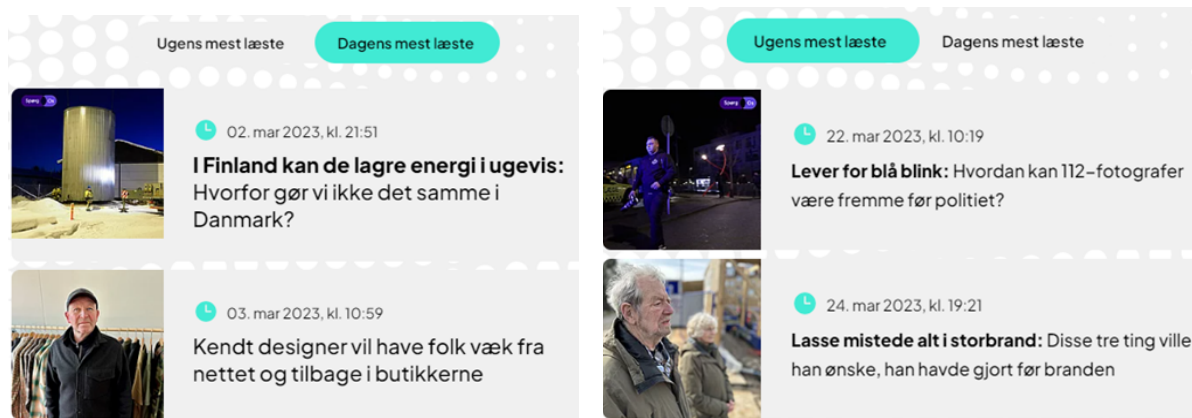 Ugens mest læste
Dagens mest læste
Spørg Os
02. mar 2023, kl. 21:51
I Finland kan de lagre energi i ugevis:
Hvorfor gør vi ikke det samme i
Danmark?
03. mar 2023, kl. 10:59
Kendt designer vil have folk væk fra
nettet og tilbage i butikkerne
Ugens mest læste
Dagens mest læste
Spørg Os
22. mar 2023, kl. 10:19
Lever for blå blink: Hvordan kan 112-fotografer
være fremme før politiet?
24. mar 2023, kl. 19:21
Lasse mistede alt i storbrand: Disse tre ting ville
han ønske, han havde gjort før branden